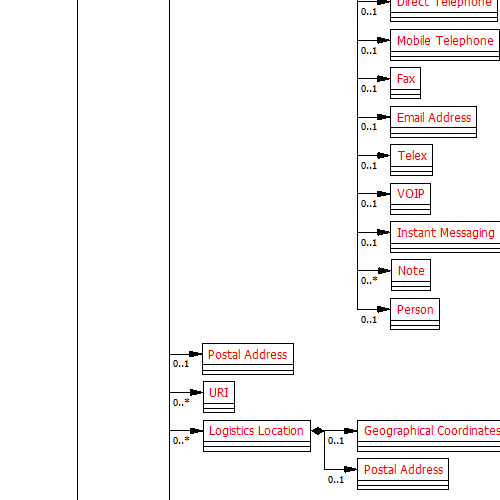 Direct Telephone
0..1
Mobile Telephone
0..1
Fax
0..1
Email Address
0..1
Telex
0..1
VOIP
0..1
Instant Messaging
0..1
Note
0..*
Person
0..1
Postal Address
0..1
URI
0..*
Logistics Location
0..*
Geographical Coordinates
0..1
Postal Address
0..1